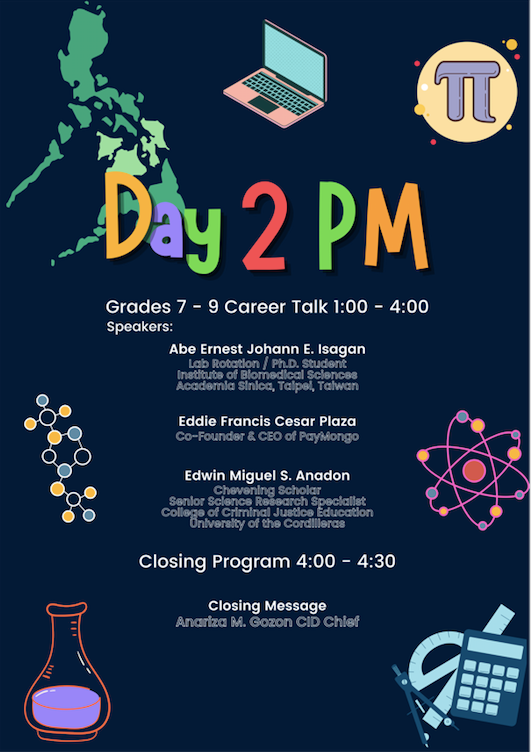 π
Day 2 PM
Grades 7 - 9 Career Talk 1:00 - 4:00
Speakers:
Abe Ernest Johann E. Isagan
Lab Rotation / Ph.D. Student
Institute of Biomedical Sciences
Academia Sinica, Taipei, Taiwan
Eddie Francis Cesar Plaza
Co-Founder & CEO of PayMongo
Edwin Miguel S. Anadon
Chevening Scholar
Senior Science Research Specialist
College of Criminal Justice Education
University of the Cordilleras
Closing Program 4:00 - 4:30
Closing Message
Anariza M. Gozon CID Chief